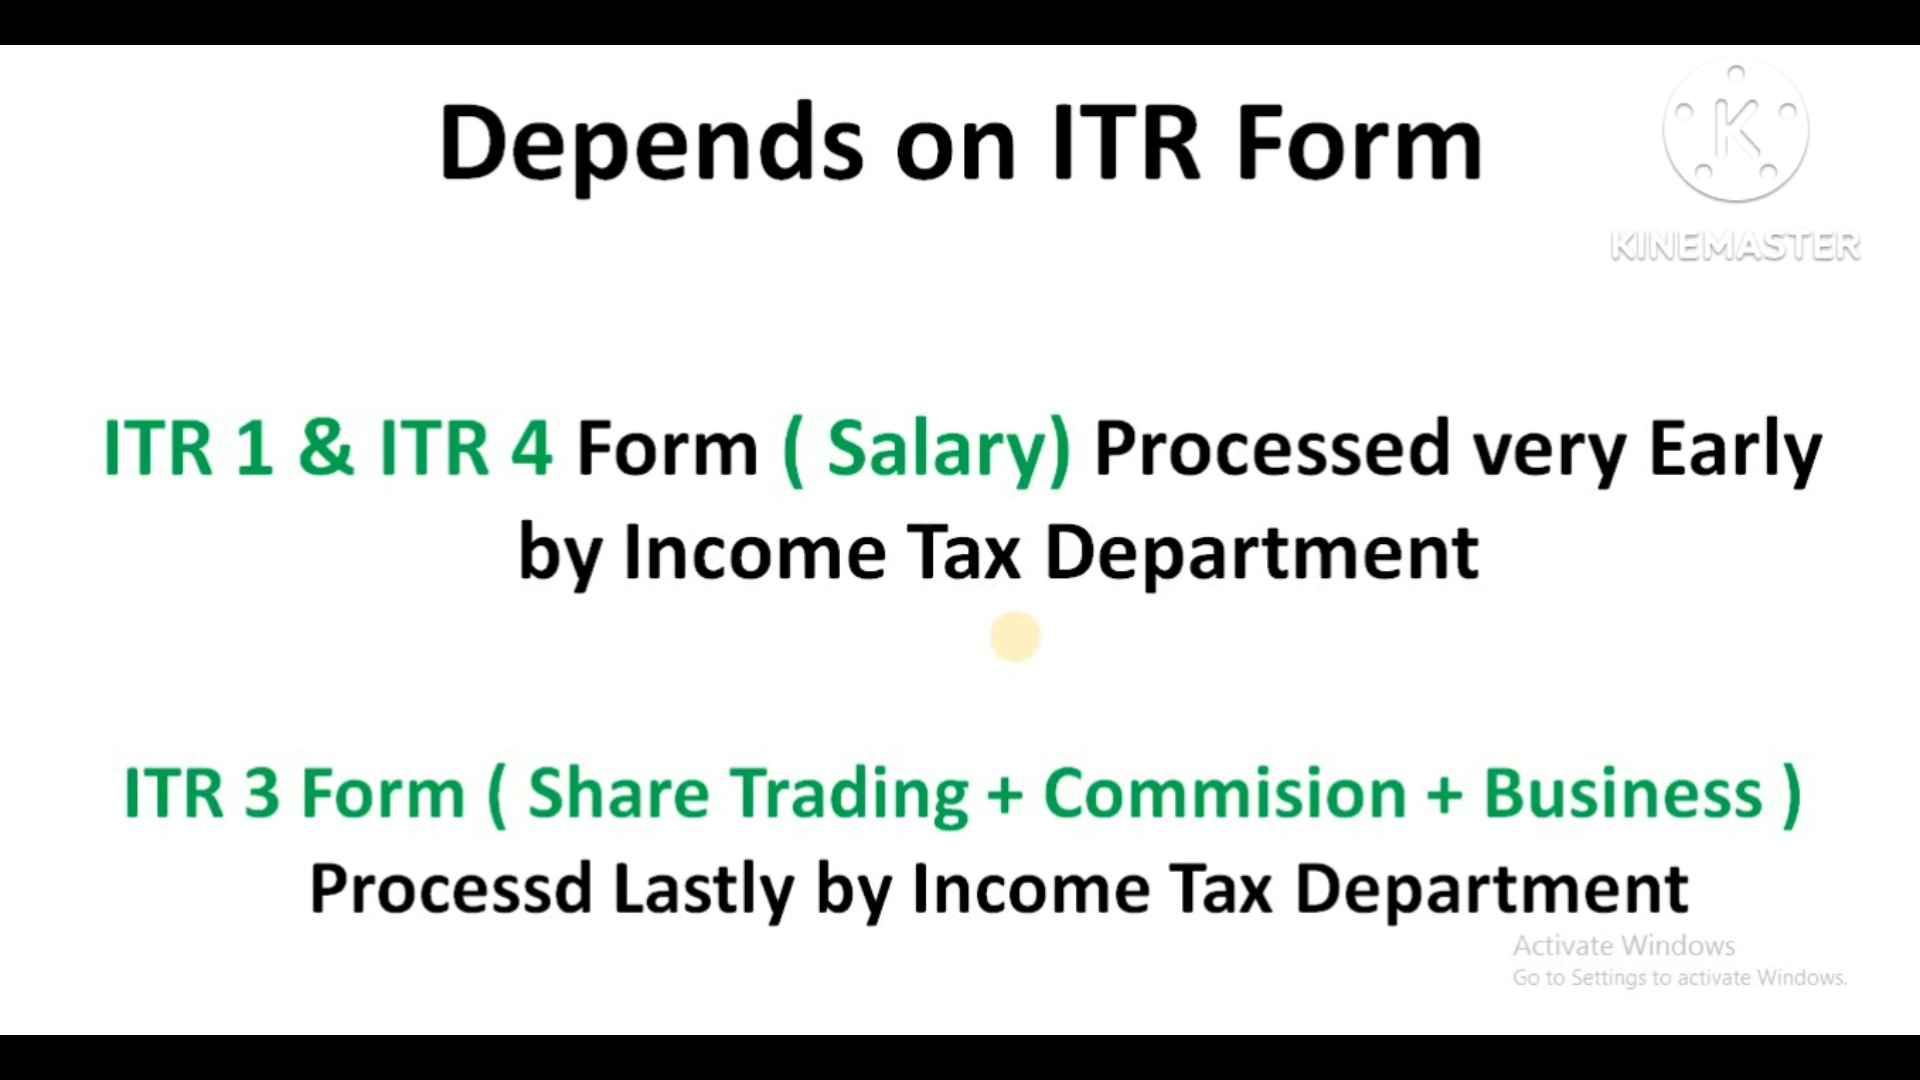 Depends on ITR Form
K
KINEMASTER
ITR 1 & ITR 4 Form ( Salary) Processed very Early
by Income Tax Department
ITR 3 Form ( Share Trading + Commision + Business )
Processd Lastly by Income Tax Department
Activate Windows
Go to Settings to activate Windows.